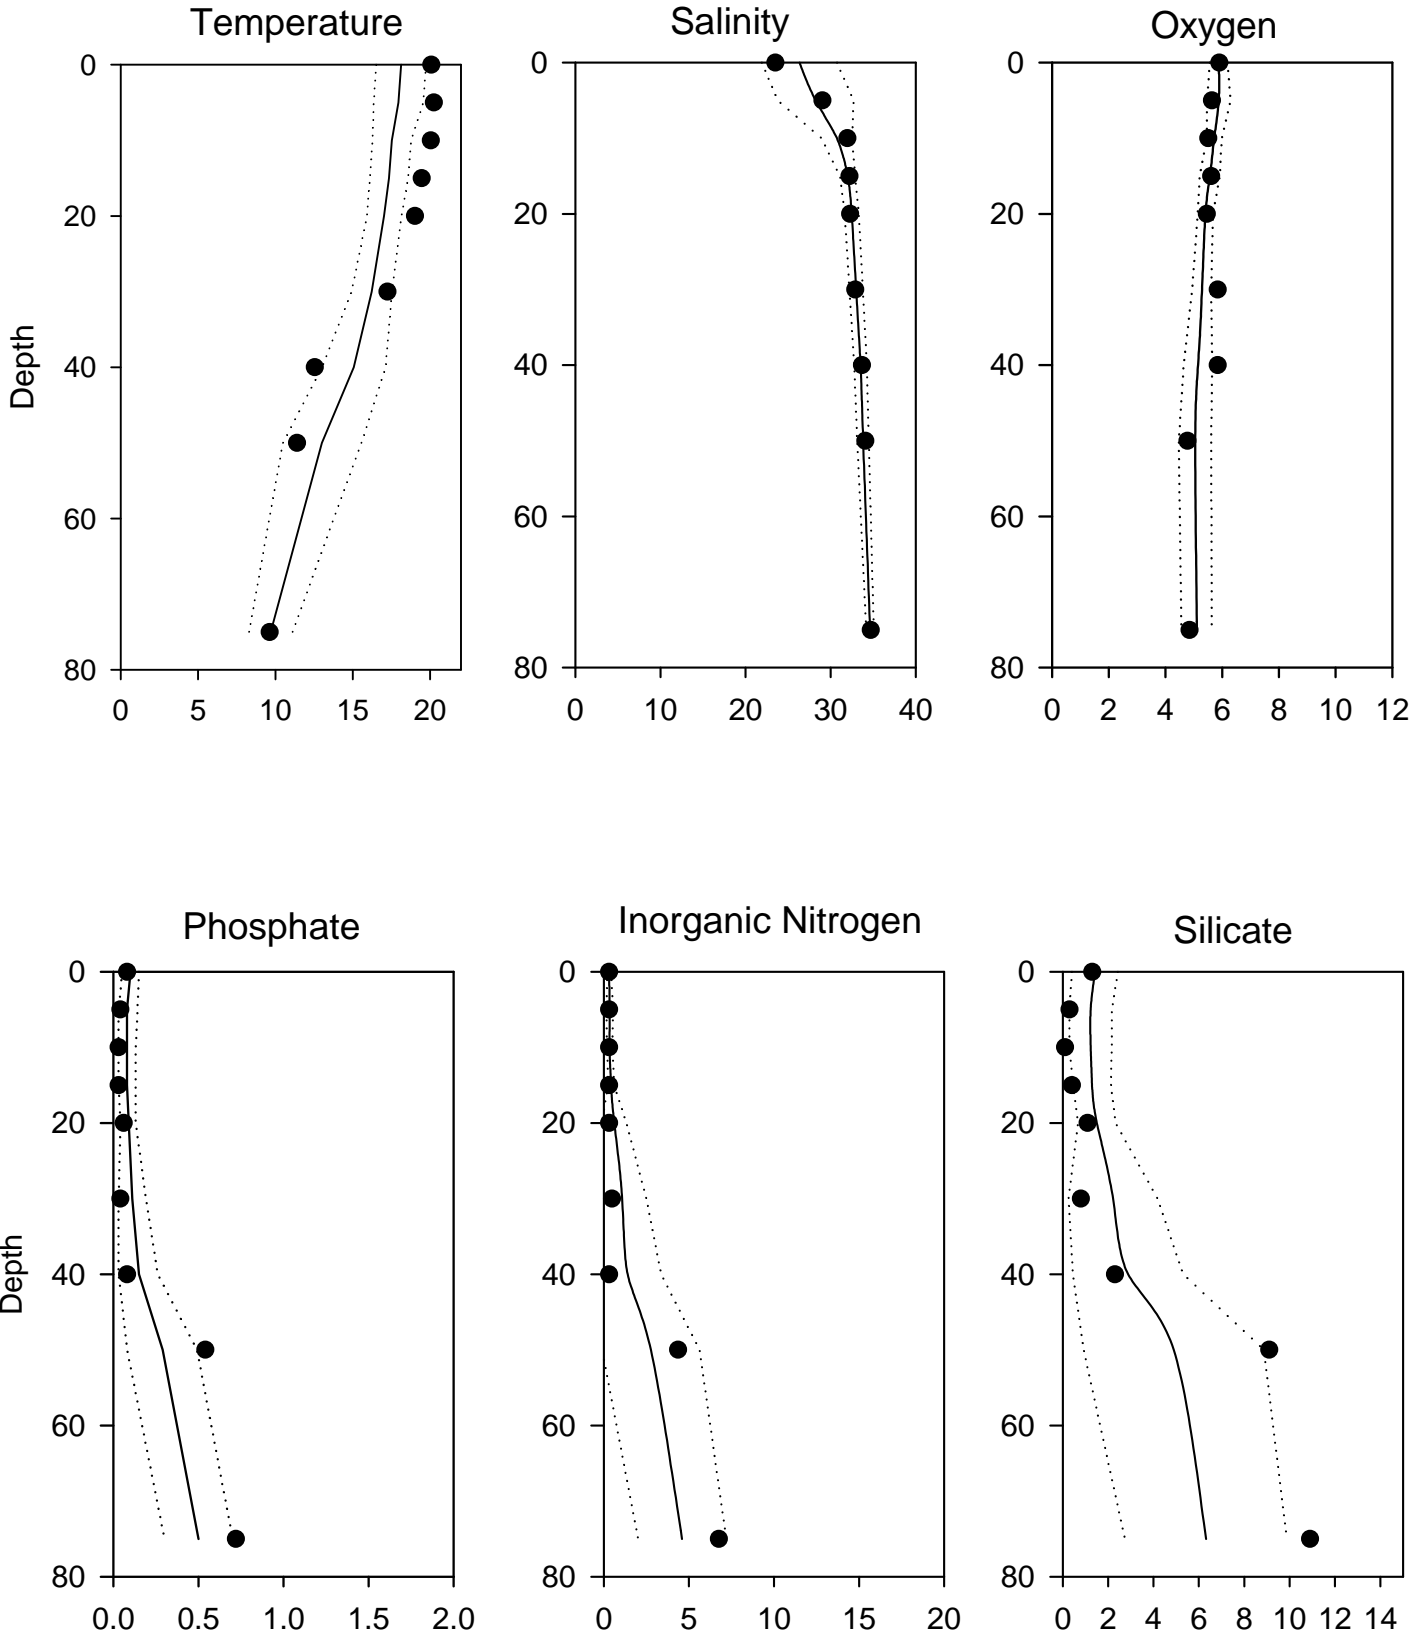 Temperature Salinity Oxygen
0 0 0
20 20 20
Depth
40 40 40
60 60 60
80 80 80
0 5 10 15 20 0 10 20 30 40 0 2 4 6 8 10 12
Phosphate Inorganic Nitrogen Silicate
0 0 0
20 20 20
Depth
40 40 40
60 60 60
80 80 80
0.0 0.5 1.0 1.5 2.0 0 5 10 15 20 0 2 4 6 8 10 12 14